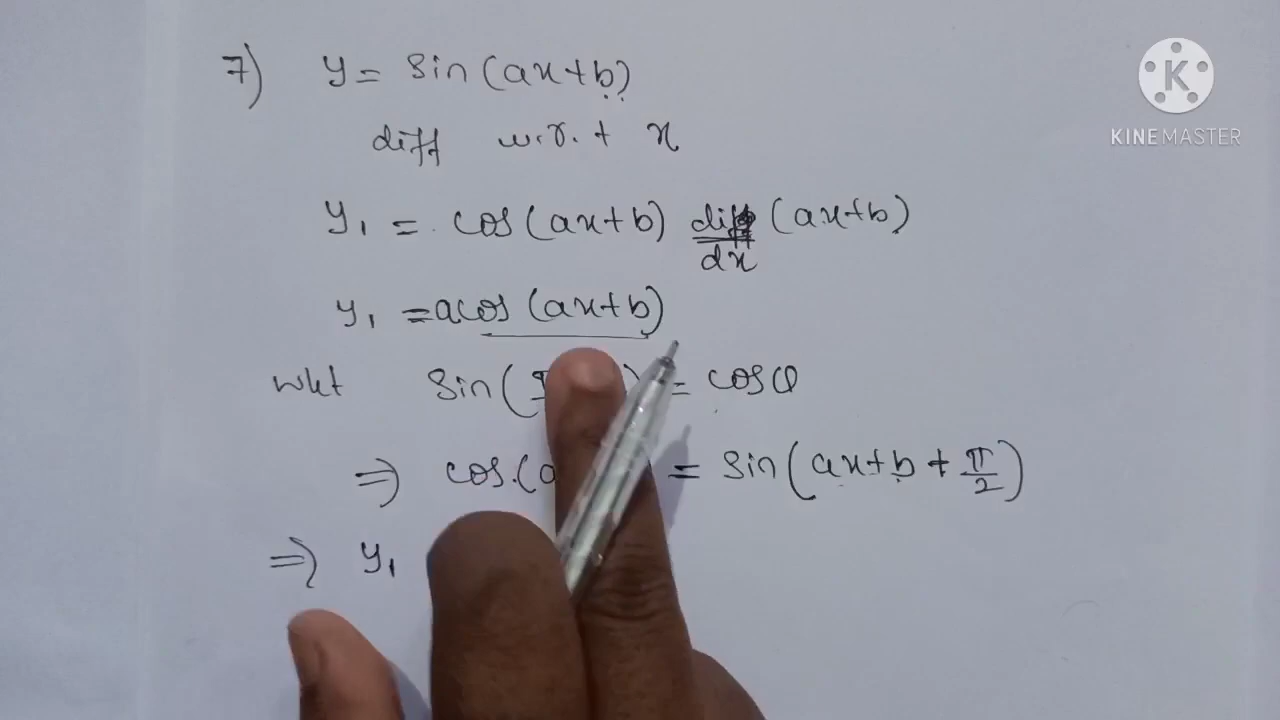 7) y = sin(ax+b)
diff w.r.t x
y₁ = cos(ax+b) diff/dx (ax+b)
y₁ = acos(ax+b)
wkt sin( ) = cosφ
⇒ cos(a = sin(ax+b+π/2)
⇒ y₁
K
KINEMASTER